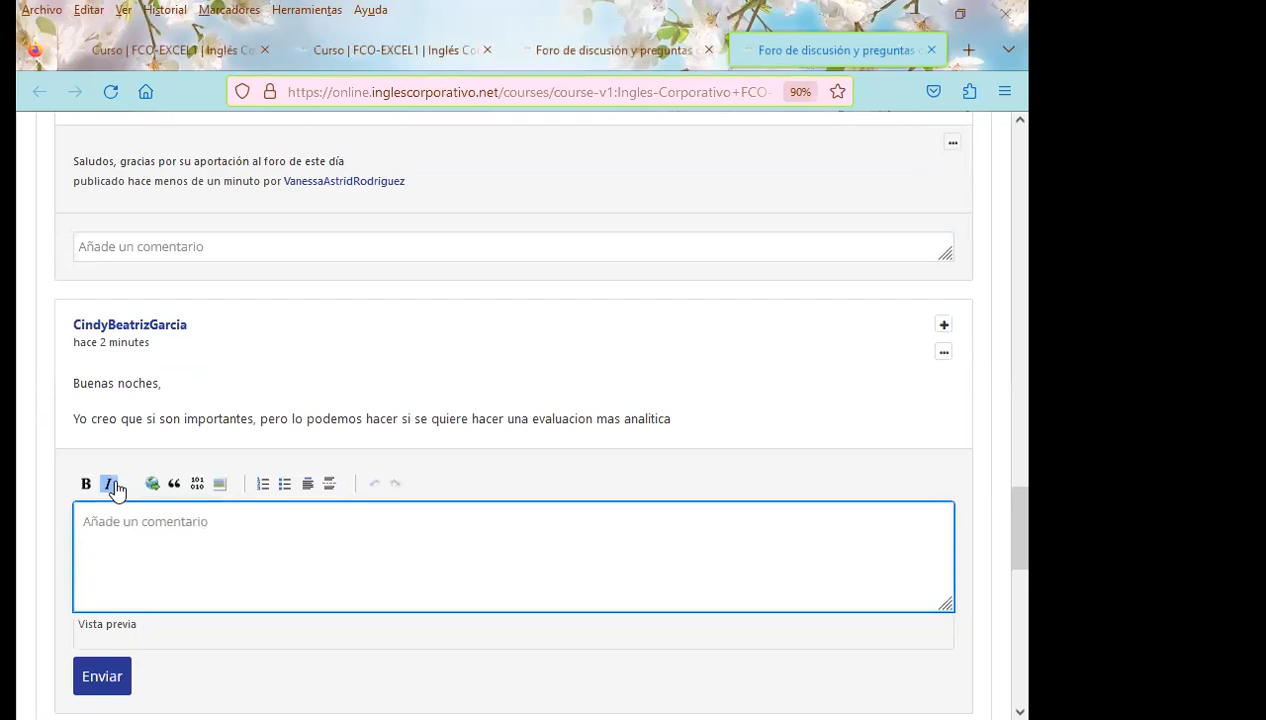 Archivo Editar Ver Historial Marcadores Herramientas Ayuda
Curso | FCO-EXCEL1 | Inglés Co Curso | FCO-EXCEL1 | Inglés Co Foro de discusión y preguntas Foro de discusión y preguntas
https://online.inglescorporativo.net/courses/course-v1:Ingles-Corporativo+FCO- 90%
Saludos, gracias por su aportación al foro de este día
publicado hace menos de un minuto por VanessaAstridRodriguez
Añade un comentario
CindyBeatrizGarcia
hace 2 minutes
Buenas noches,
Yo creo que si son importantes, pero lo podemos hacer si se quiere hacer una evaluacion mas analitica
B I
Añade un comentario
Vista previa
Enviar